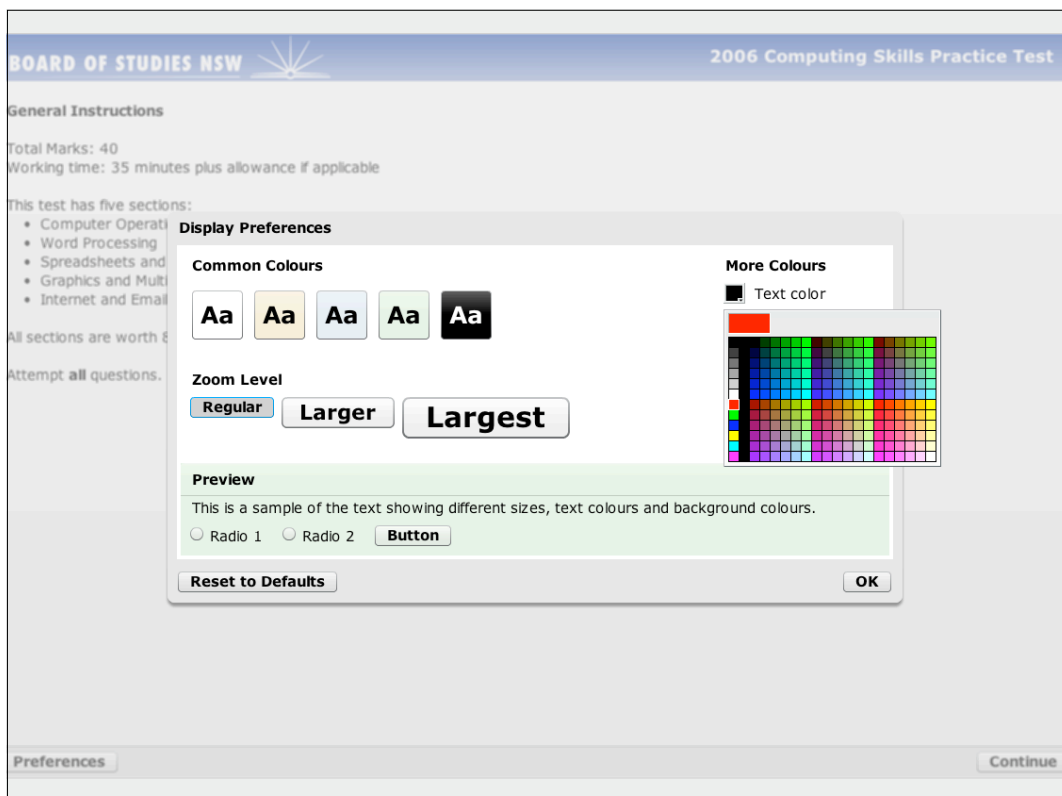 BOARD OF STUDIES NSW
2006 Computing Skills Practice Test
General Instructions
Total Marks: 40
Working time: 35 minutes plus allowance if applicable
This test has five sections:
• Computer Operati
• Word Processing
• Spreadsheets and
• Graphics and Multi
• Internet and Email
All sections are worth 8
Attempt all questions.
Display Preferences
Common Colours
Aa Aa Aa Aa Aa
More Colours
Text color
Zoom Level
Regular Larger Largest
Preview
This is a sample of the text showing different sizes, text colours and background colours.
Radio 1 Radio 2 Button
Reset to Defaults
OK
Preferences
Continue